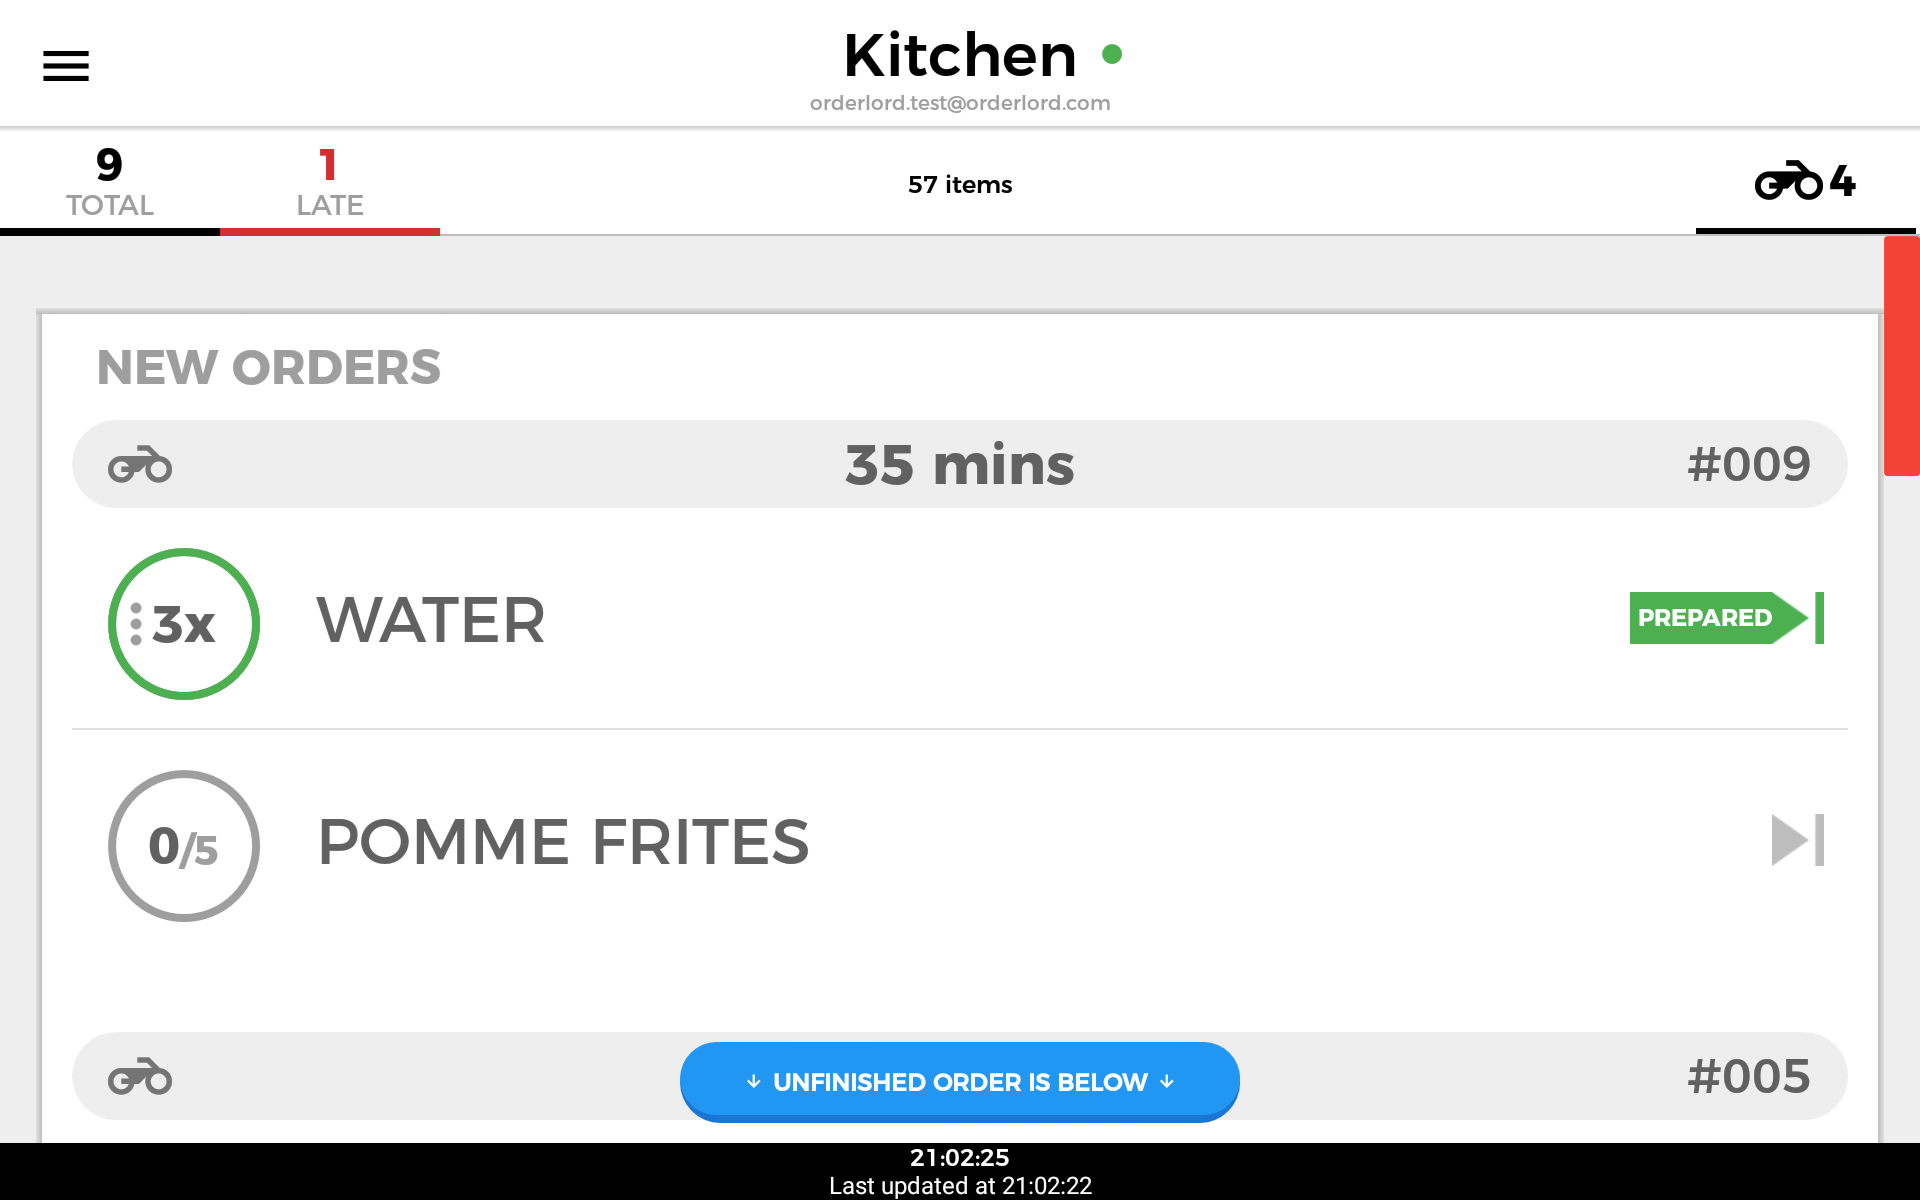 Kitchen
orderlord.test@orderlord.com
9
TOTAL
1
LATE
57 items
4
NEW ORDERS
35 mins
#009
3x
WATER
PREPARED
0/5
POMME FRITES
↓ UNFINISHED ORDER IS BELOW ↓
#005
21:02:25
Last updated at 21:02:22